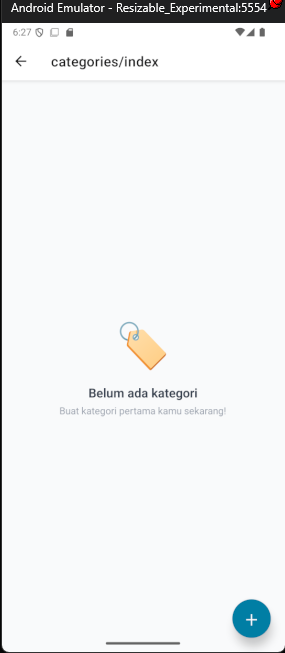 Android Emulator - Resizable_Experimental:5554
6:27
categories/index
Belum ada kategori
Buat kategori pertama kamu sekarang!
+